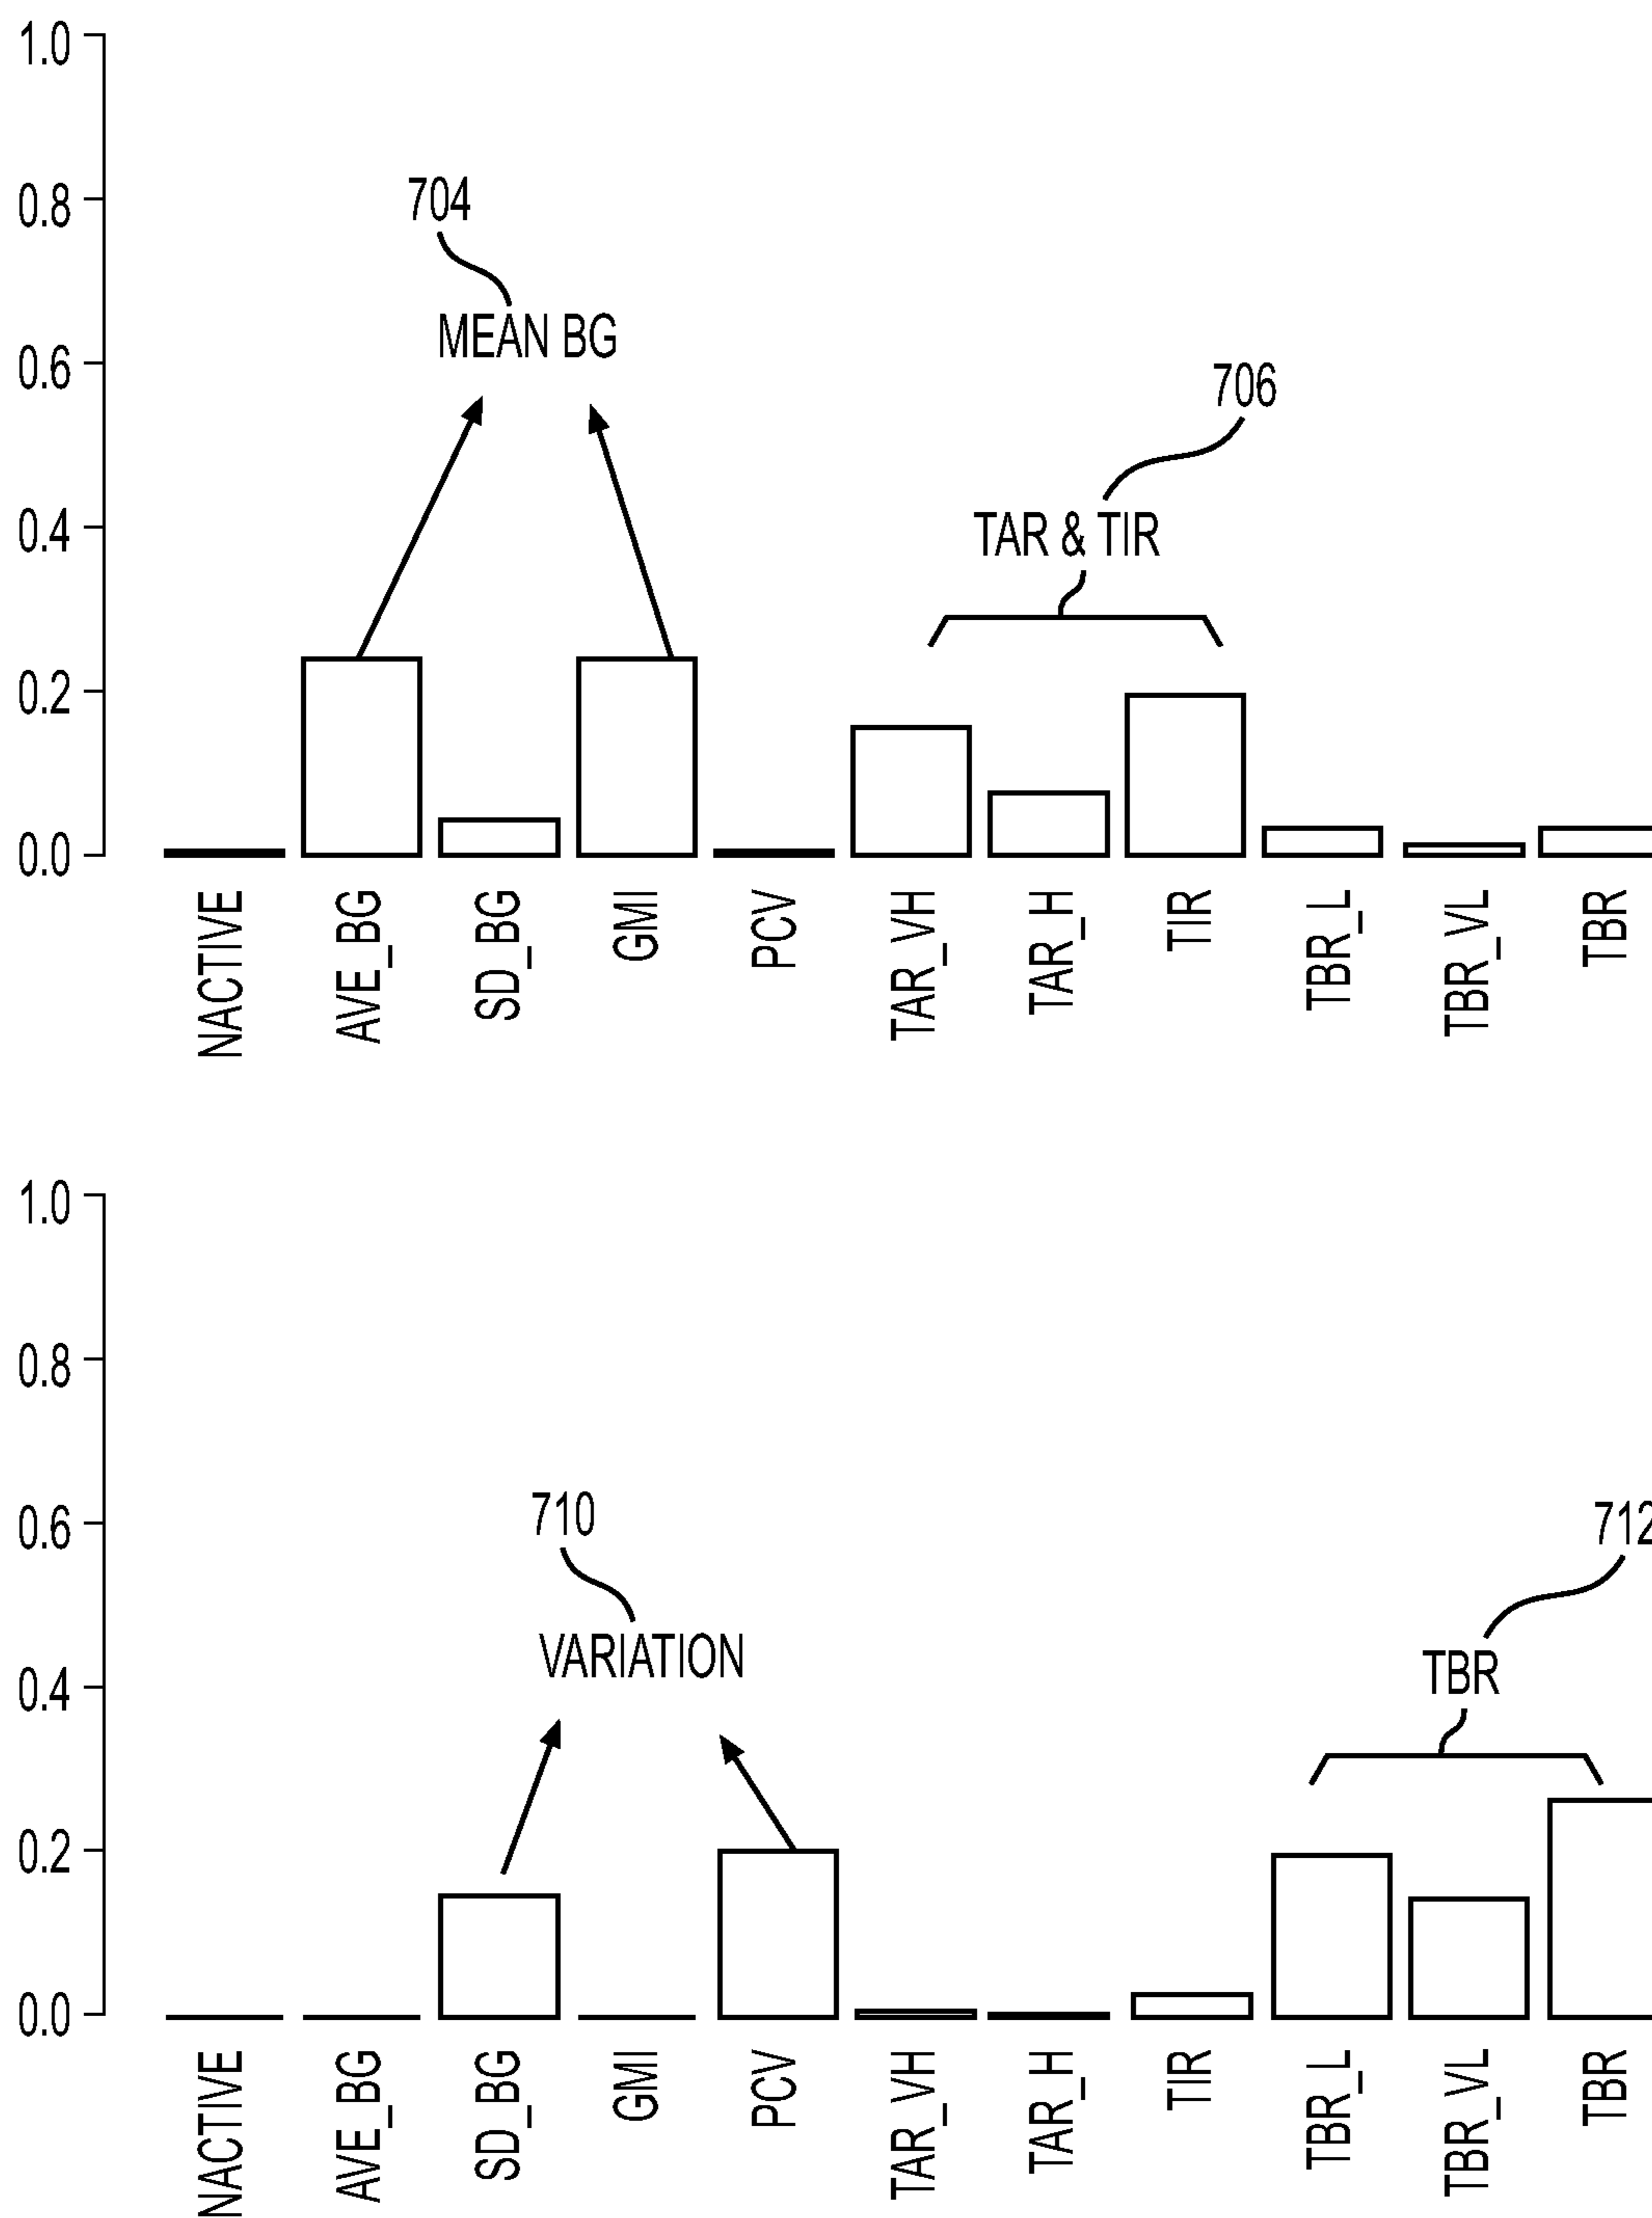 1.0
0.8
0.6
0.4
0.2
0.0
704
MEAN BG
706
TAR & TIR
NACTIVE
AVE_BG
SD_BG
GMI
PCV
TAR_VH
TAR_H
TIR
TBR_L
TBR_VL
TBR
1.0
0.8
0.6
0.4
0.2
0.0
710
VARIATION
712
TBR
NACTIVE
AVE_BG
SD_BG
GMI
PCV
TAR_VH
TAR_H
TIR
TBR_L
TBR_VL
TBR